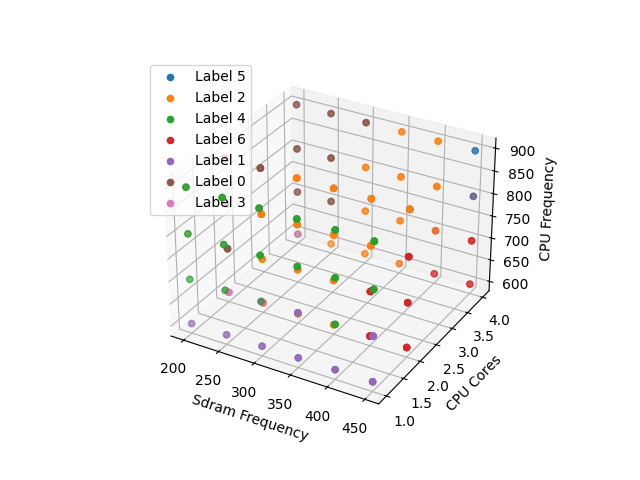 Label 5
Label 2
Label 4
Label 6
Label 1
Label 0
Label 3
900
850
800
750
700
650
600
CPU Frequency
4.0
3.5
3.0
2.5
2.0
1.5
1.0
CPU Cores
200
250
300
350
400
450
Sdram Frequency